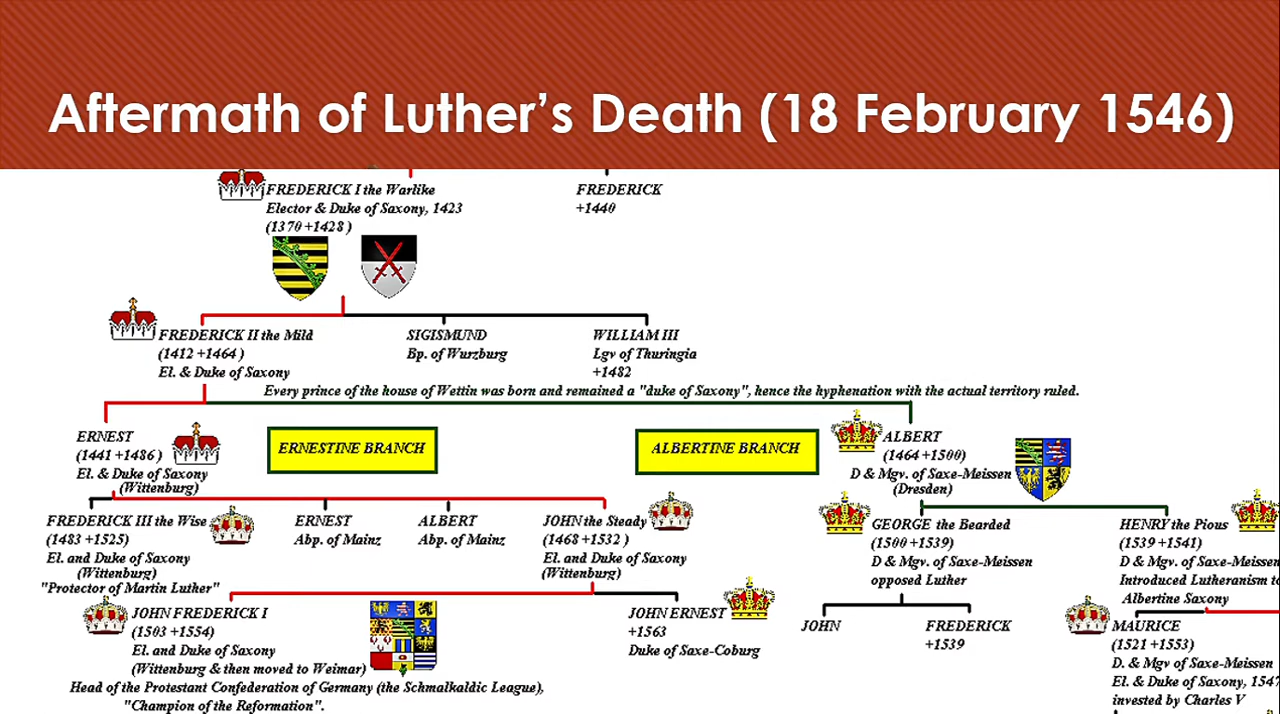 Aftermath of Luther's Death (18 February 1546)
FREDERICK I the Warlike
Elector & Duke of Saxony, 1423
(1370 +1428 )
FREDERICK
+1440
FREDERICK II the Mild
(1412 +1464 )
El. & Duke of Saxony
SIGISMUND
Bp. of Wurzburg
WILLIAM III
Lgv of Thuringia
+1482
Every prince of the house of Wettin was born and remained a "duke of Saxony", hence the hyphenation with the actual territory ruled.
ERNEST
(1441 +1486 )
El. & Duke of Saxony
(Wittenburg)
ERNESTINE BRANCH
ALBERTINE BRANCH
ALBERT
(1464 +1500)
D & Mgv. of Saxe-Meissen
(Dresden)
FREDERICK III the Wise
(1483 +1525)
El. and Duke of Saxony
(Wittenburg)
"Protector of Martin Luther"
ERNEST
Abp. of Mainz
ALBERT
Abp. of Mainz
JOHN the Steady
(1468 +1532 )
El. and Duke of Saxony
(Wittenburg)
GEORGE the Bearded
(1500 +1539)
D & Mgv. of Saxe-Meissen
opposed Luther
HENRY the Pious
(1539 +1541)
D & Mgv. of Saxe-Meissen
Introduced Lutheranism to
Albertine Saxony
JOHN FREDERICK I
(1503 +1554)
El. and Duke of Saxony
(Wittenburg & then moved to Weimar)
Head of the Protestant Confederation of Germany (the Schmalkaldic League),
"Champion of the Reformation".
JOHN ERNEST
+1563
Duke of Saxe-Coburg
JOHN
FREDERICK
+1539
MAURICE
(1521 +1553)
D. & Mgv of Saxe-Meissen
El. & Duke of Saxony, 1547
invested by Charles V